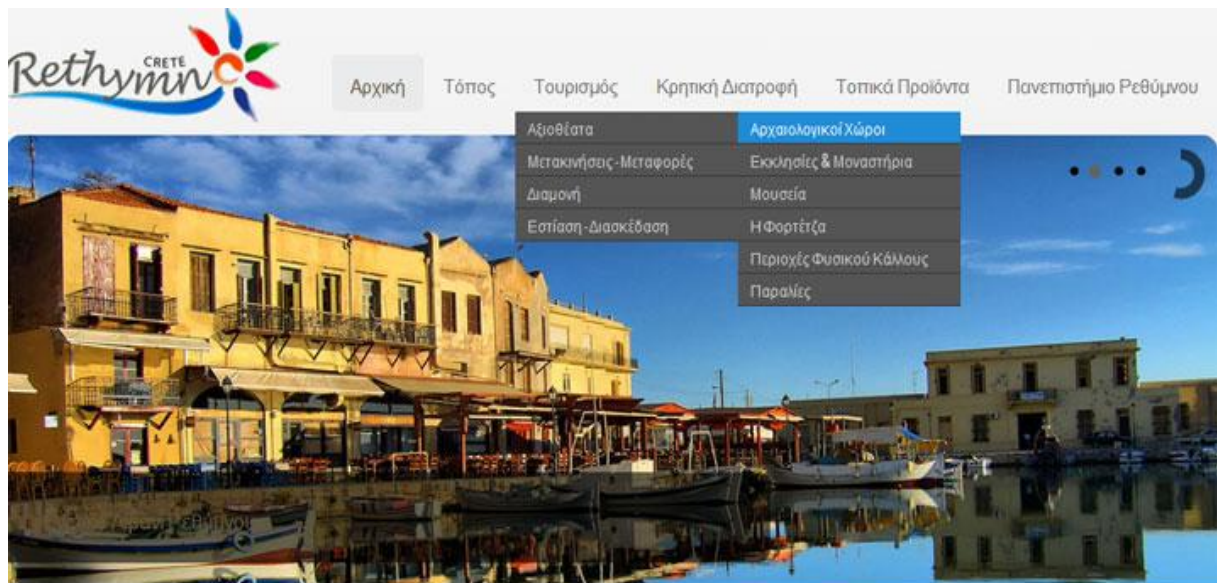 CRETE
Rethymno
Αρχική Τόπος Τουρισμός Κρητική Διατροφή Τοπικά Προϊόντα Πανεπιστήμιο Ρεθύμνου
Αξιοθέατα
Μετακινήσεις - Μεταφορές
Διαμονή
Εστίαση - Διασκέδαση
Αρχαιολογικοί Χώροι
Εκκλησίες & Μοναστήρια
Μουσεία
Η Φορτέτζα
Περιοχές Φυσικού Κάλλους
Παραλίες